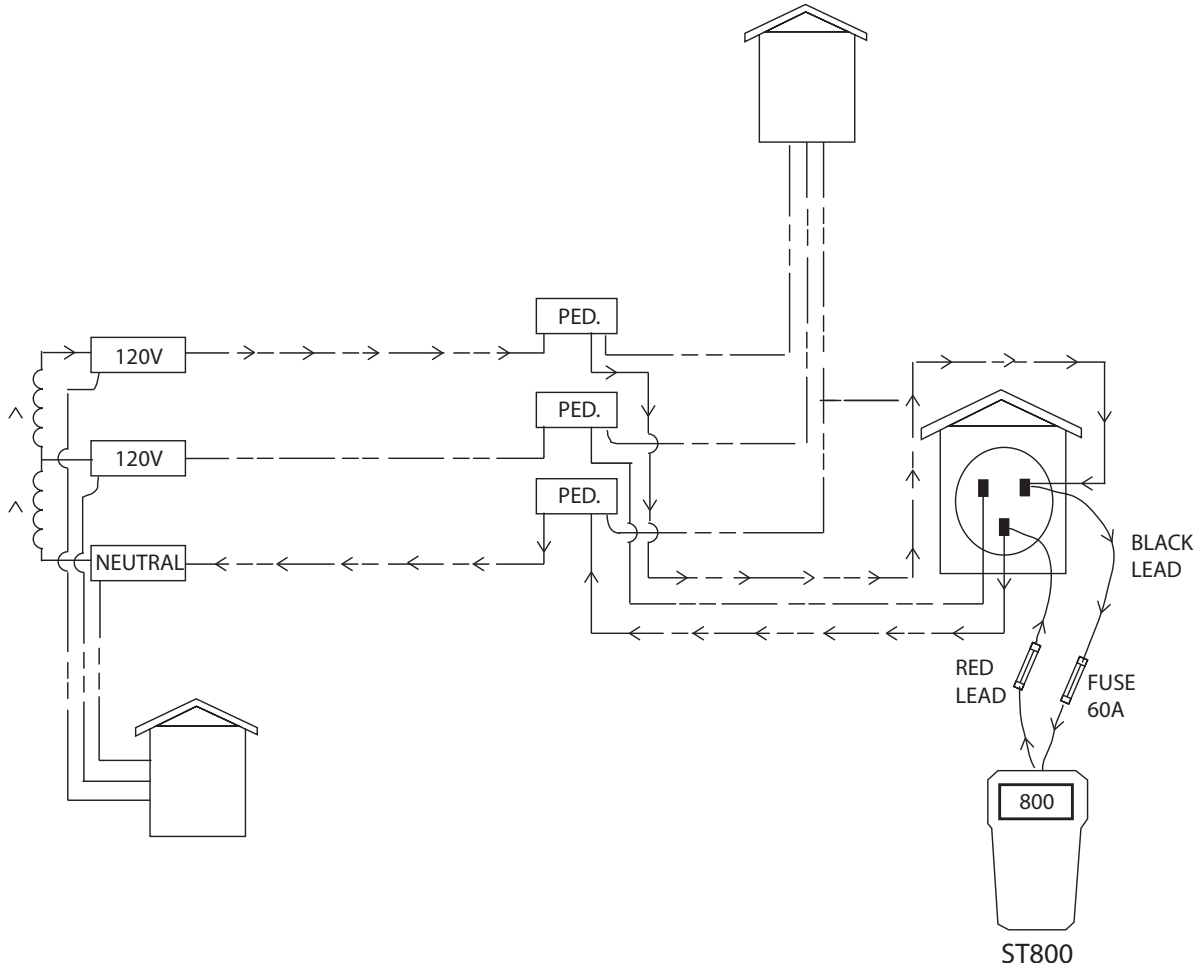 PED.
120V
PED.
120V
PED.
NEUTRAL
BLACK
LEAD
RED
LEAD
FUSE
60A
800
ST800